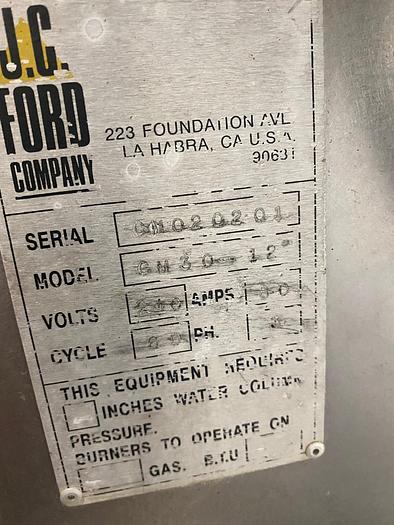 J.C.
FORD
COMPANY
223 FOUNDATION AVE
LA HABRA, CA U.S.A.
90631
SERIAL
MODEL
VOLTS AMPS
CYCLE 60 PH.
THIS EQUIPMENT REQUIRES
INCHES WATER COLUMN
PRESSURE.
BURNERS TO OPERATE ON
GAS. B.T.U